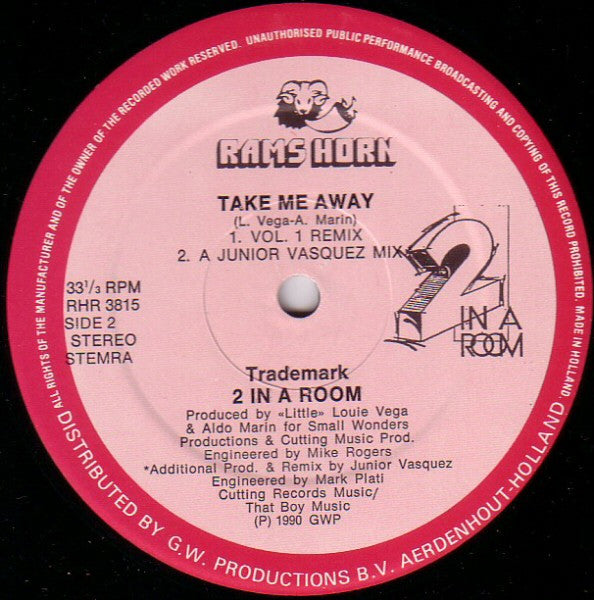 ALL RIGHTS OF THE MANUFACTURER AND OF THE OWNER OF THE RECORDED WORK RESERVED. UNAUTHORISED PUBLIC PERFORMANCE BROADCASTING AND COPYING OF THIS RECORD PROHIBITED. MADE IN HOLLAND
RAMS HORN
TAKE ME AWAY
(L. Vega-A. Marin)
1. VOL. 1 REMIX
2. A JUNIOR VASQUEZ MIX
33 1/3 RPM
RHR 3815
SIDE 2
STEREO
STEMRA
2
IN A
ROOM
Trademark
2 IN A ROOM
Produced by «Little» Louie Vega
& Aldo Marin for Small Wonders
Productions & Cutting Music Prod.
Engineered by Mike Rogers
*Additional Prod. & Remix by Junior Vasquez
Engineered by Mark Plati
Cutting Records Music/
That Boy Music
(P) 1990 GWP
DISTRIBUTED BY G.W. PRODUCTIONS B.V. AERDENHOUT-HOLLAND